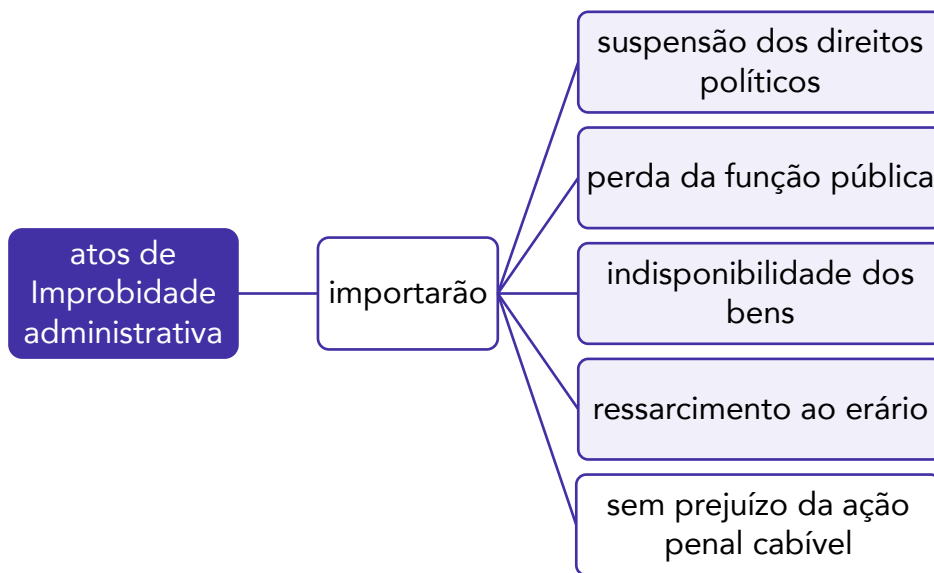 atos de
Improbidade
administrativa
importarão
suspensão dos direitos
políticos
perda da função pública
indisponibilidade dos
bens
ressarcimento ao erário
sem prejuízo da ação
penal cabível